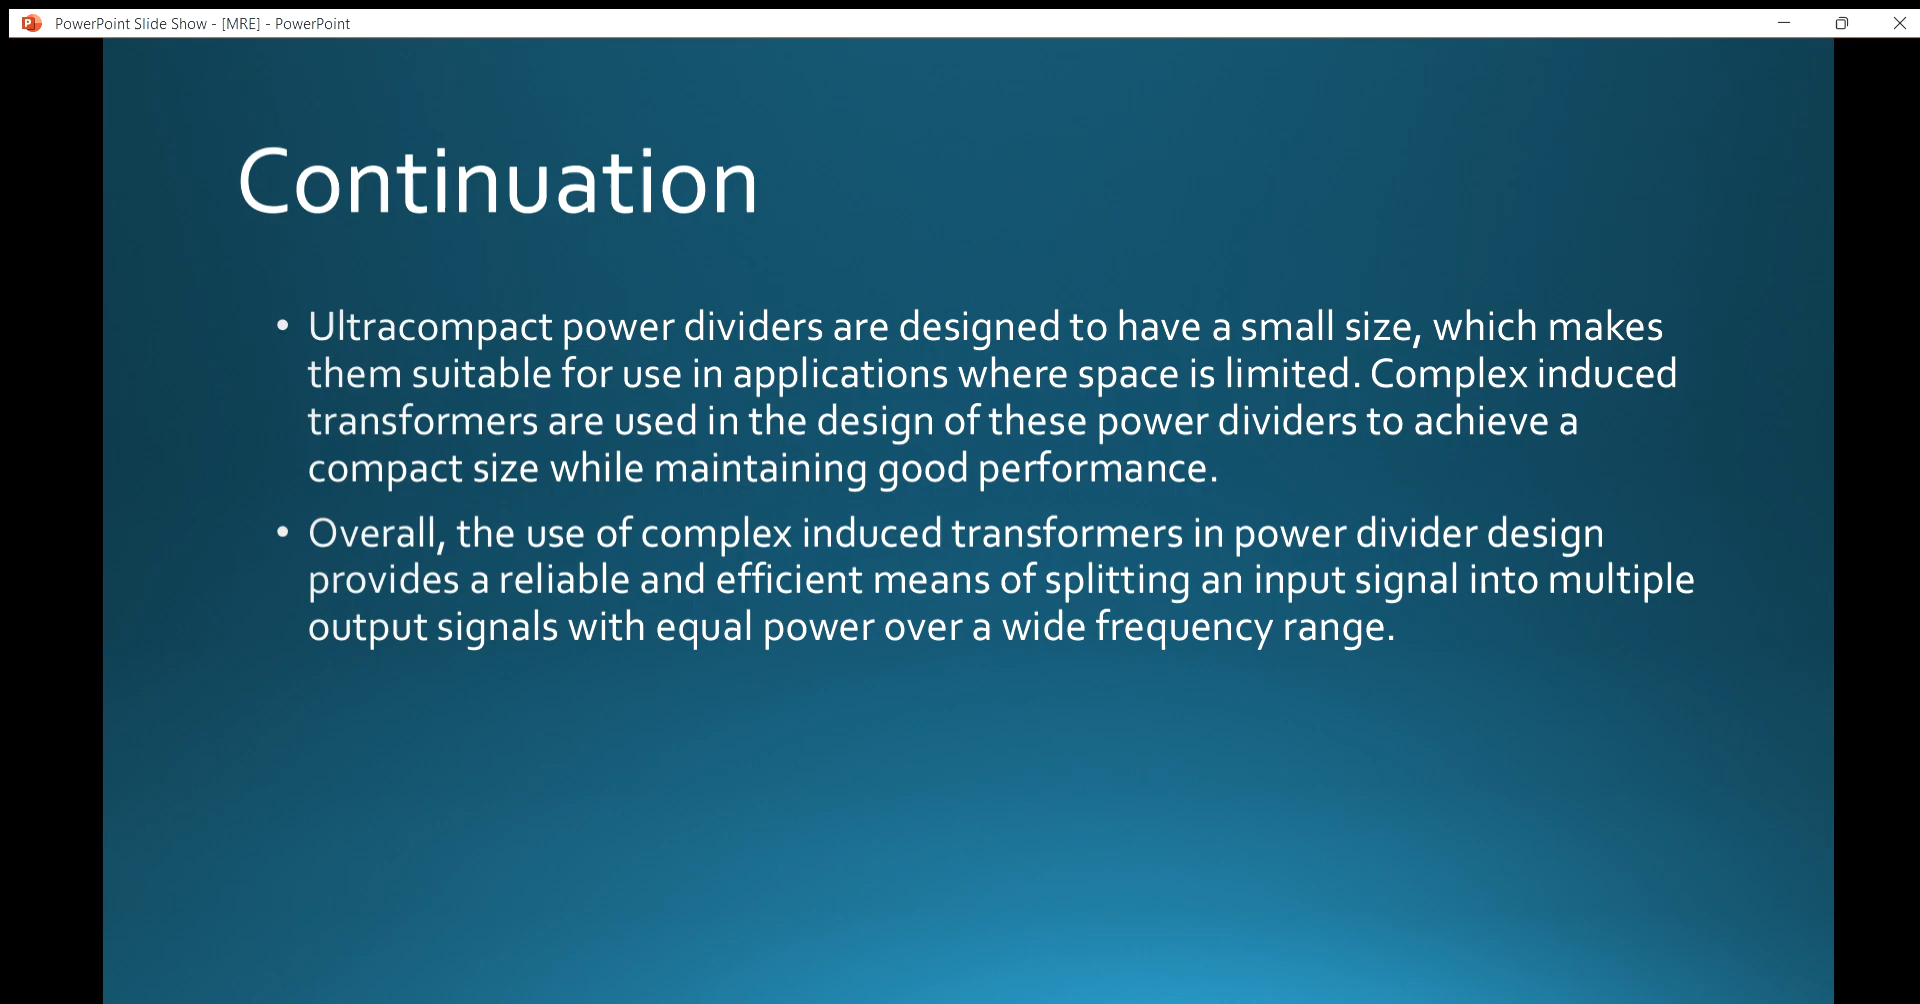 PowerPoint Slide Show - [MRE] - PowerPoint
Continuation
• Ultracompact power dividers are designed to have a small size, which makes
them suitable for use in applications where space is limited. Complex induced
transformers are used in the design of these power dividers to achieve a
compact size while maintaining good performance.
• Overall, the use of complex induced transformers in power divider design
provides a reliable and efficient means of splitting an input signal into multiple
output signals with equal power over a wide frequency range.